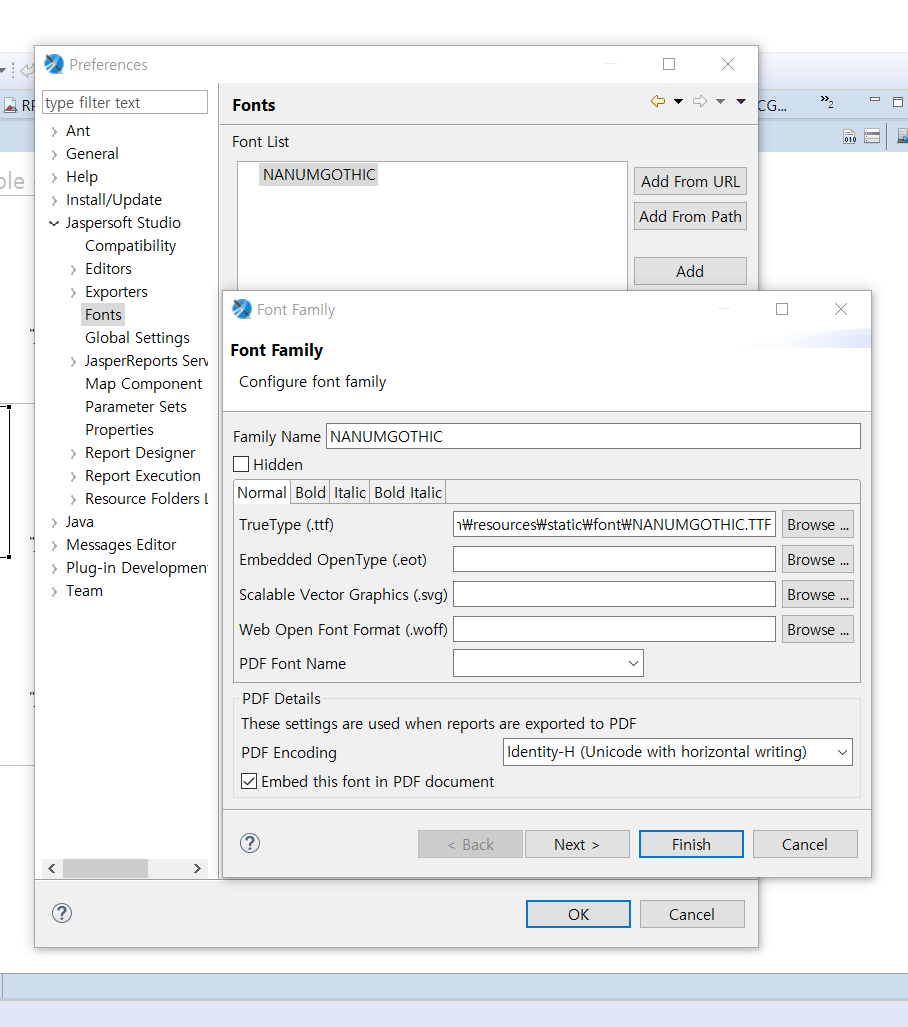 Preferences
type filter text
Ant
General
Help
Install/Update
Jaspersoft Studio
Compatibility
Editors
Exporters
Fonts
Global Settings
JasperReports Serv
Map Component
Parameter Sets
Properties
Report Designer
Report Execution
Resource Folders L
Java
Messages Editor
Plug-in Developmen
Team
Fonts
Font List
NANUMGOTHIC
Add From URL
Add From Path
Add
Font Family
Font Family
Configure font family
Family Name NANUMGOTHIC
Hidden
Normal Bold Italic Bold Italic
TrueType (.ttf) n₩resources₩static₩font₩NANUMGOTHIC.TTF Browse ...
Embedded OpenType (.eot) Browse ...
Scalable Vector Graphics (.svg) Browse ...
Web Open Font Format (.woff) Browse ...
PDF Font Name
PDF Details
These settings are used when reports are exported to PDF
PDF Encoding Identity-H (Unicode with horizontal writing)
Embed this font in PDF document
? < Back Next > Finish Cancel
? OK Cancel
CG... »2
010